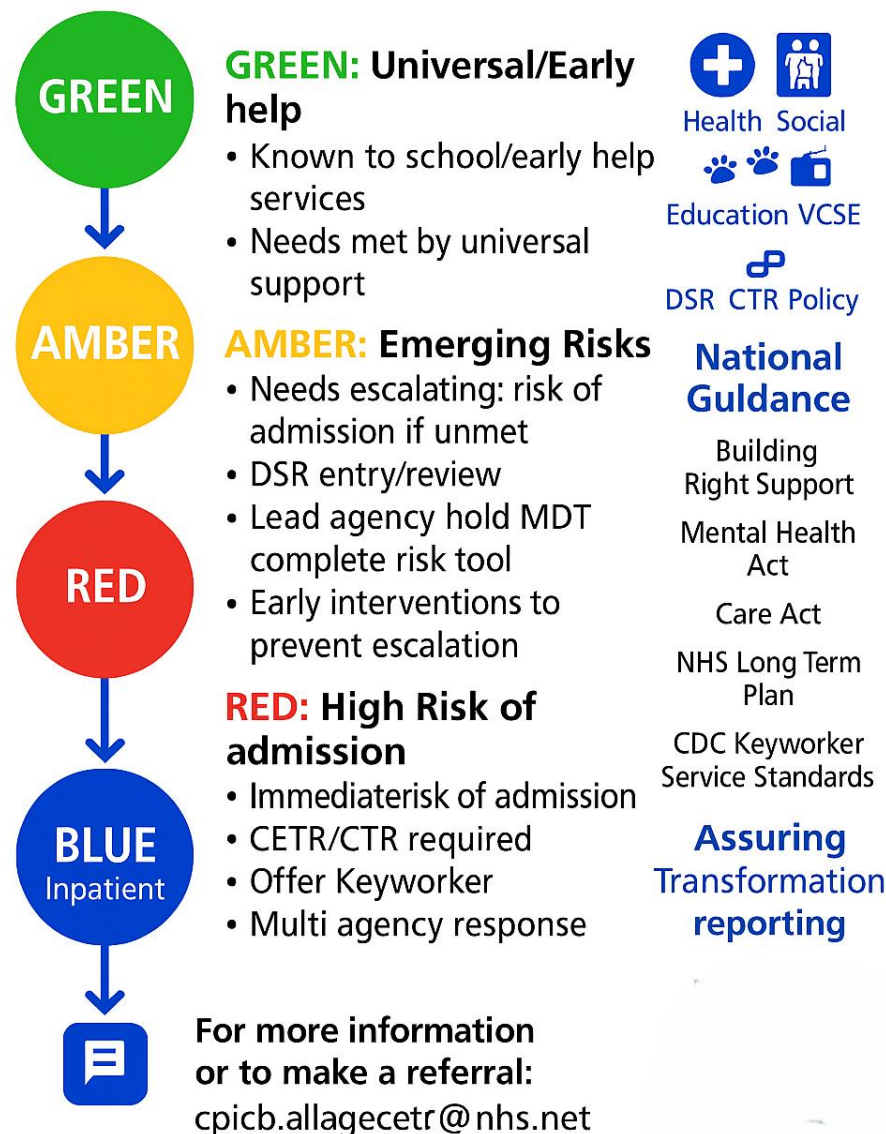 GREEN
GREEN: Universal/Early
help
• Known to school/early help
services
• Needs met by universal
support
AMBER
AMBER: Emerging Risks
• Needs escalating: risk of
admission if unmet
• DSR entry/review
• Lead agency hold MDT
complete risk tool
• Early interventions to
prevent escalation
RED
RED: High Risk of
admission
• Immediaterisk of admission
• CETR/CTR required
• Offer Keyworker
• Multi agency response
BLUE
Inpatient
For more information
or to make a referral:
cpicb.allagecetr@nhs.net
Health Social
Education VCSE
DSR CTR Policy
National
Guldance
Building
Right Support
Mental Health
Act
Care Act
NHS Long Term
Plan
CDC Keyworker
Service Standards
Assuring
Transformation
reporting